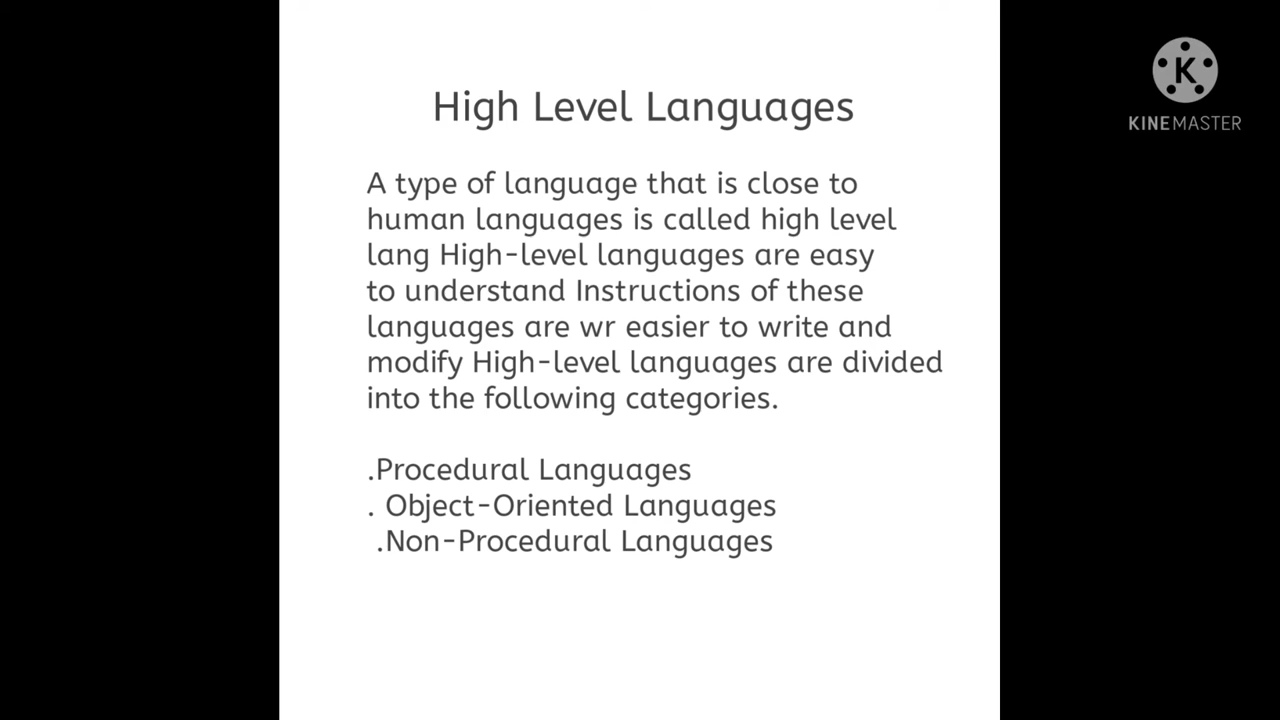 High Level Languages
A type of language that is close to
human languages is called high level
lang High-level languages are easy
to understand Instructions of these
languages are wr easier to write and
modify High-level languages are divided
into the following categories.
.Procedural Languages
. Object-Oriented Languages
.Non-Procedural Languages
K
KINEMASTER